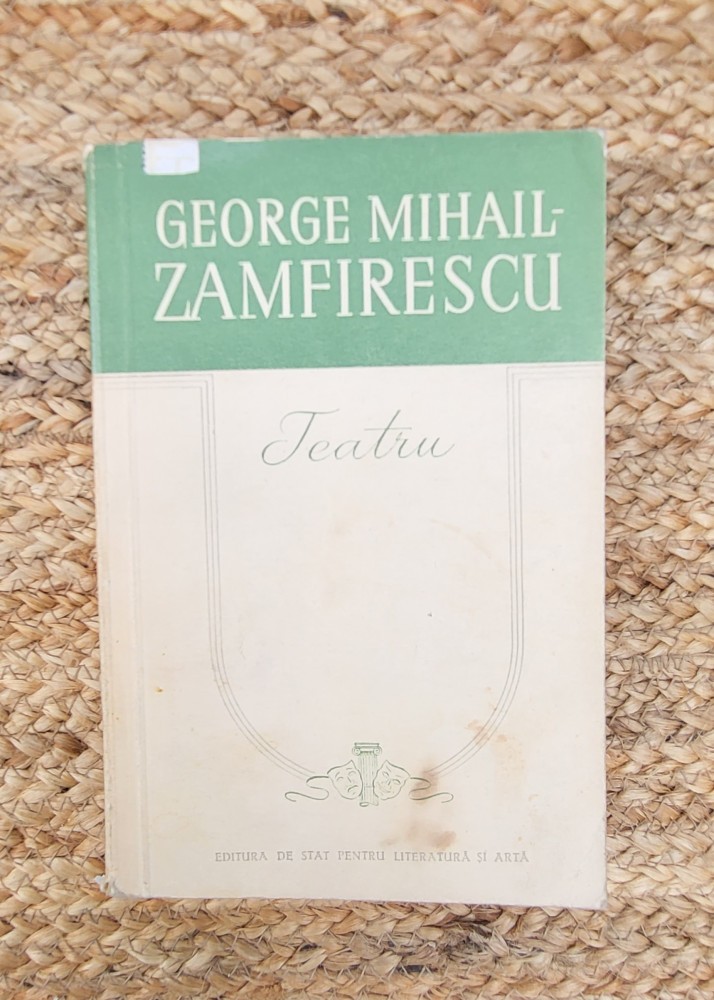 GEORGE MIHAIL-
ZAMFIRESCU
Teatru
EDITURA DE STAT PENTRU LITERATURĂ ȘI ARTĂ